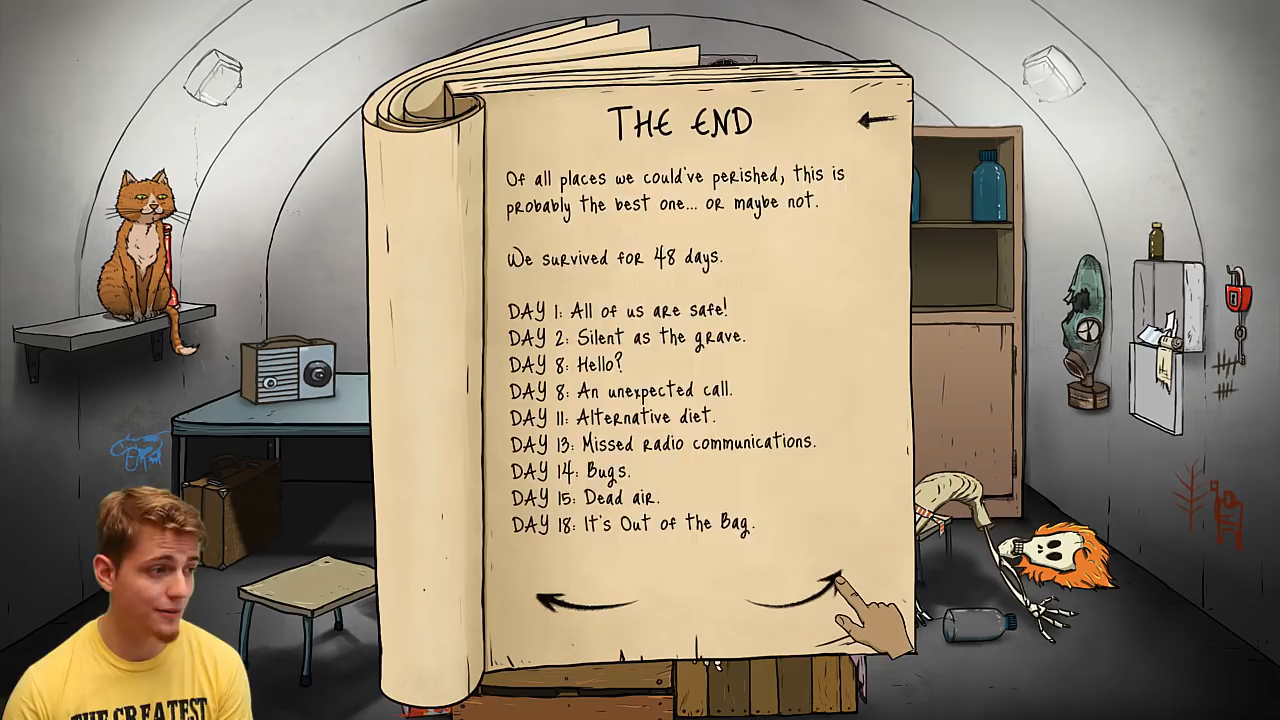 THE END
Of all places we could've perished, this is
probably the best one... or maybe not.
We survived for 48 days.
DAY 1: All of us are safe!
DAY 2: Silent as the grave.
DAY 8: Hello?
DAY 8: An unexpected call.
DAY 11: Alternative diet.
DAY 13: Missed radio communications.
DAY 14: Bugs.
DAY 15: Dead air.
DAY 18: It's Out of the Bag.
THE GREATEST